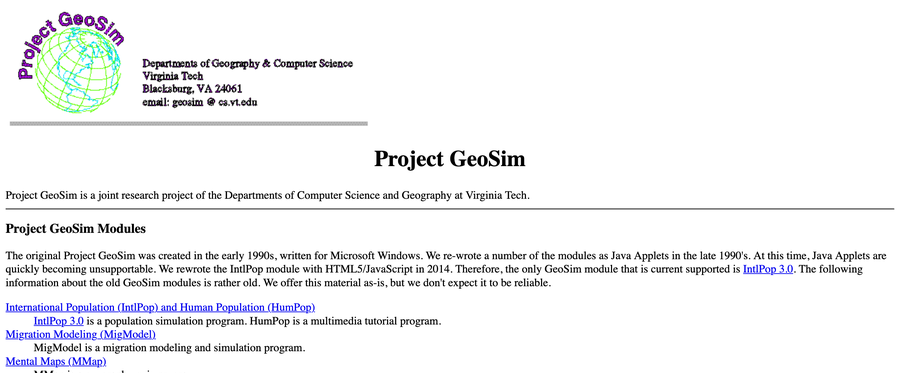 Project GeoSim
Departments of Geography & Computer Science
Virginia Tech
Blacksburg, VA 24061
email: geosim @ cs.vt.edu
Project GeoSim
Project GeoSim is a joint research project of the Departments of Computer Science and Geography at Virginia Tech.
Project GeoSim Modules
The original Project GeoSim was created in the early 1990s, written for Microsoft Windows. We re-wrote a number of the modules as Java Applets in the late 1990's. At this time, Java Applets are
quickly becoming unsupportable. We rewrote the IntlPop module with HTML5/JavaScript in 2014. Therefore, the only GeoSim module that is current supported is IntlPop 3.0. The following
information about the old GeoSim modules is rather old. We offer this material as-is, but we don't expect it to be reliable.
International Population (IntlPop) and Human Population (HumPop)
IntlPop 3.0 is a population simulation program. HumPop is a multimedia tutorial program.
Migration Modeling (MigModel)
MigModel is a migration modeling and simulation program.
Mental Maps (MMap)